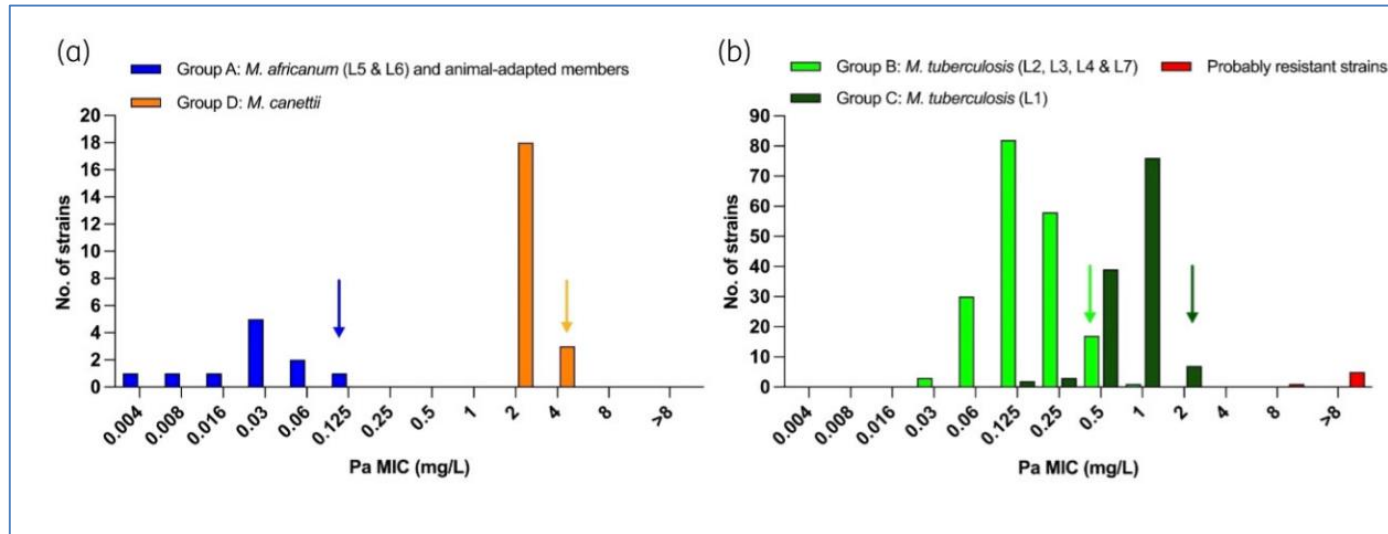 (a)
Group A: M. africanum (L5 & L6) and animal-adapted members
Group D: M. canettii
No. of strains
20
18
16
14
12
10
8
6
4
2
0
0.004 0.008 0.016 0.03 0.06 0.125 0.25 0.5 1 2 4 8 >8
Pa MIC (mg/L)
(b)
Group B: M. tuberculosis (L2, L3, L4 & L7) Probably resistant strains
Group C: M. tuberculosis (L1)
No. of strains
90
80
70
60
50
40
30
20
10
0
0.004 0.008 0.016 0.03 0.06 0.125 0.25 0.5 1 2 4 8 >8
Pa MIC (mg/L)